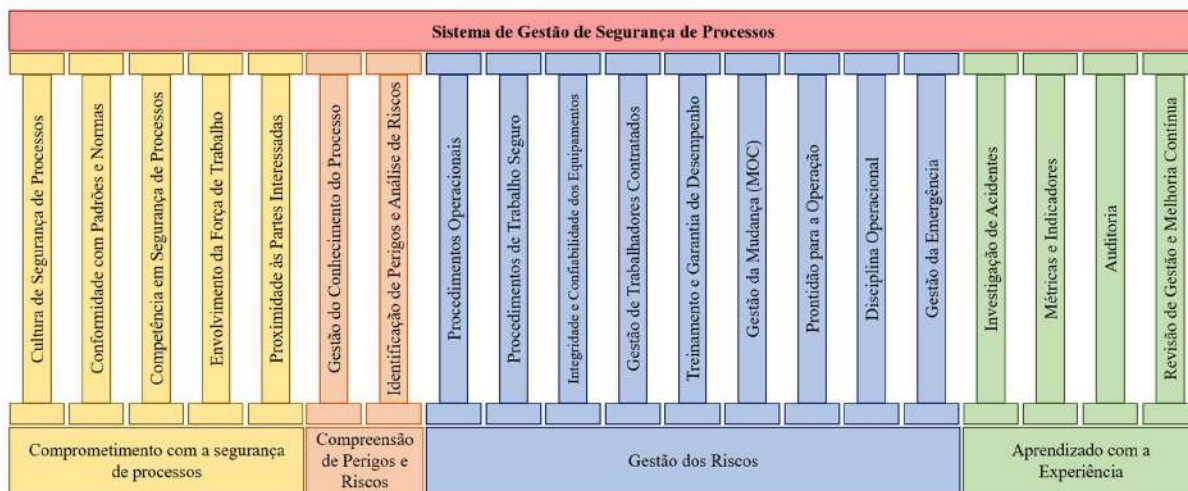 Sistema de Gestão de Segurança de Processos
Cultura de Segurança de Processos
Conformidade com Padrões e Normas
Competência em Segurança de Processos
Envolvimento da Força de Trabalho
Proximidade às Partes Interessadas
Gestão do Conhecimento do Processo
Identificação de Perigos e Análise de Riscos
Procedimentos Operacionais
Procedimentos de Trabalho Seguro
Integridade e Confiabilidade dos Equipamentos
Gestão de Trabalhadores Contratados
Treinamento e Garantia de Desempenho
Gestão da Mudança (MOC)
Prontidão para a Operação
Disciplina Operacional
Gestão da Emergência
Investigação de Acidentes
Métricas e Indicadores
Auditoria
Revisão de Gestão e Melhoria Contínua
Comprometimento com a segurança
de processos
Compreensão
de Perigos e
Riscos
Gestão dos Riscos
Aprendizado com a
Experiência